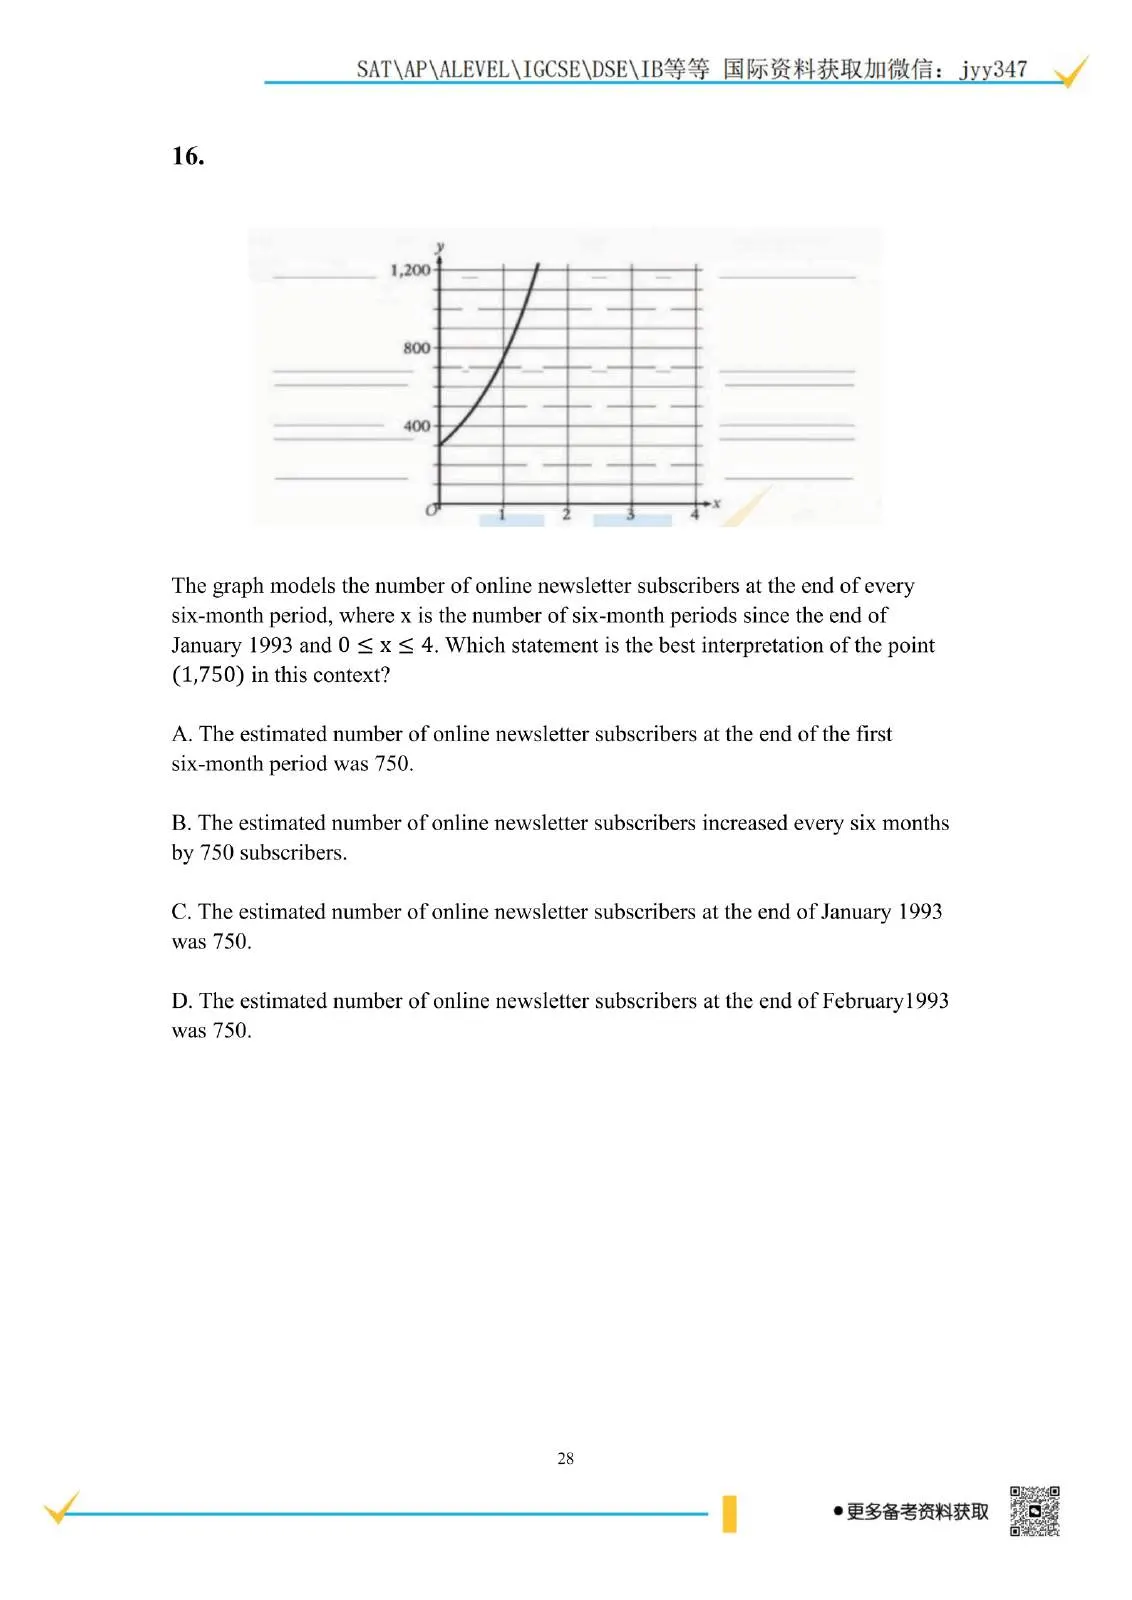 SAT\AP\ALEVEL\IGCSE\DSE\IB等等 国际资料获取加微信：jyy347
16.
y
1,200
800
400
O
1
2
3
4
x
The graph models the number of online newsletter subscribers at the end of every
six-month period, where x is the number of six-month periods since the end of
January 1993 and 0 ≤ x ≤ 4. Which statement is the best interpretation of the point
(1,750) in this context?
A. The estimated number of online newsletter subscribers at the end of the first
six-month period was 750.
B. The estimated number of online newsletter subscribers increased every six months
by 750 subscribers.
C. The estimated number of online newsletter subscribers at the end of January 1993
was 750.
D. The estimated number of online newsletter subscribers at the end of February1993
was 750.
28
●更多备考资料获取